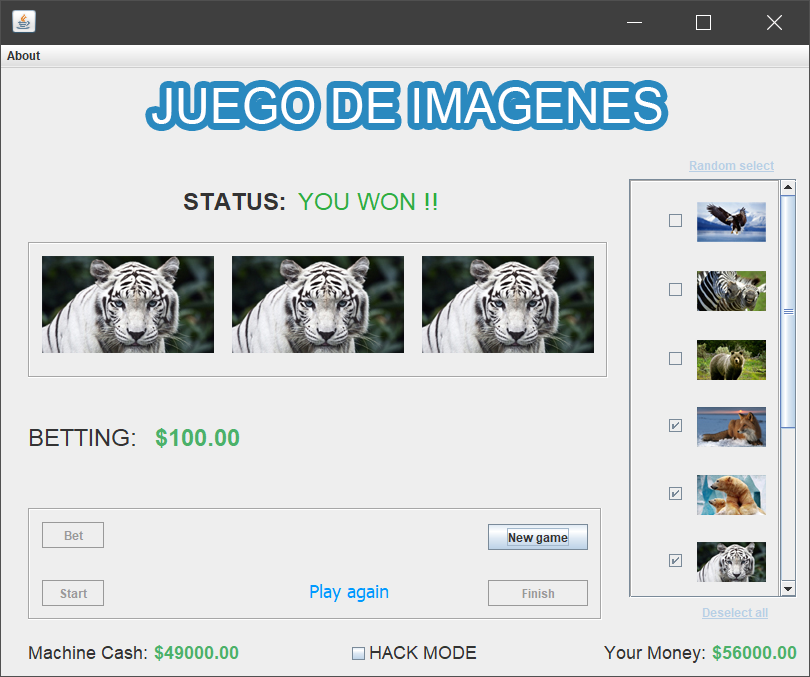 About
JUEGO DE IMAGENES
Random select
STATUS: YOU WON !!
BETTING: $100.00
Bet
New game
Start
Play again
Finish
Deselect all
Machine Cash: $49000.00
HACK MODE
Your Money: $56000.00